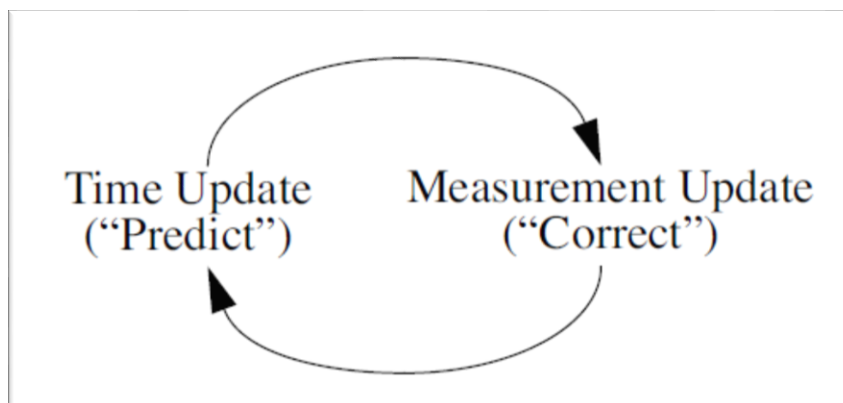 Time Update
(“Predict”)
Measurement Update
(“Correct”)